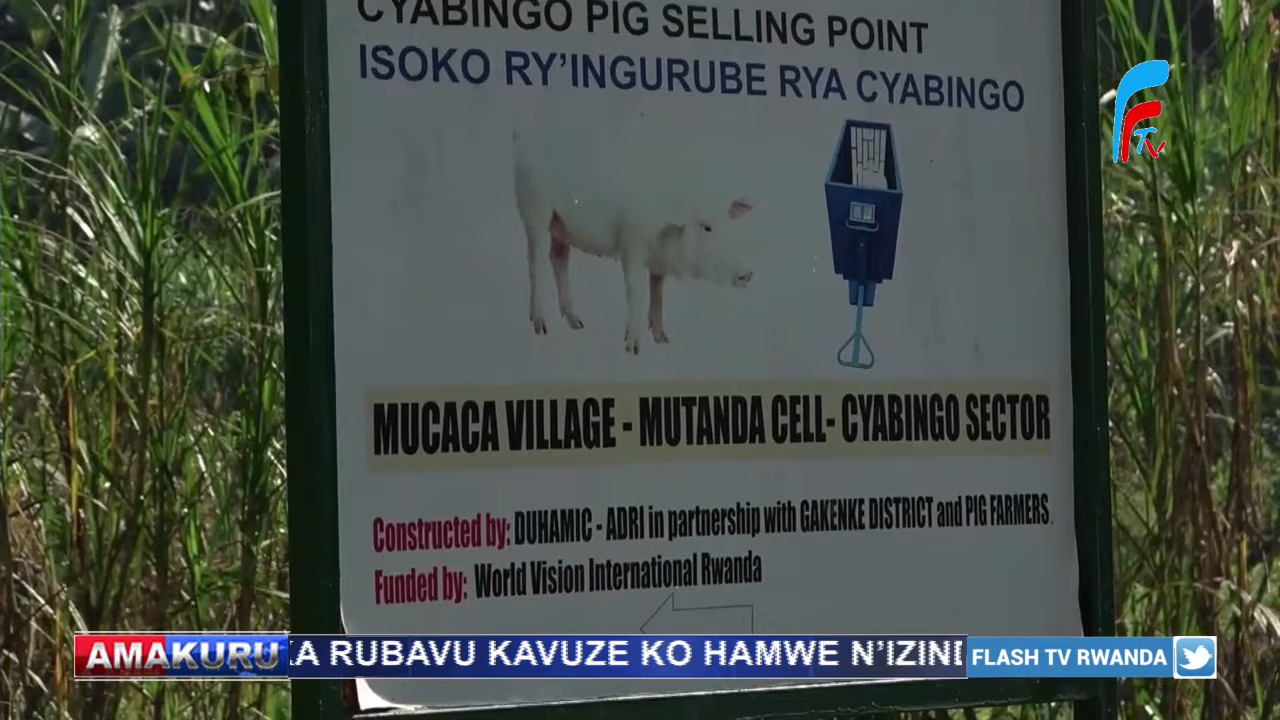 CYABINGO PIG SELLING POINT
ISOKO RY'INGURUBE RYA CYABINGO
FTV
MUCACA VILLAGE - MUTANDA CELL- CYABINGO SECTOR
Constructed by: DUHAMIC - ADRI in partnership with GAKENKE DISTRICT and PIG FARMERS.
Funded by: World Vision International Rwanda
AMAKURU
RUBAVU KAVUZE KO HAMWE
FLASH TV RWANDA